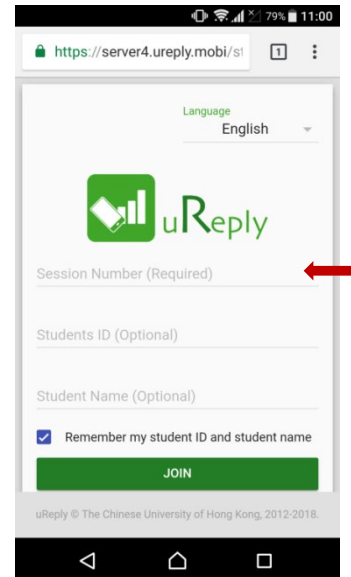 79% 11:00
https://server4.ureply.mobi/st
1
Language
English
uReply
Session Number (Required)
Students ID (Optional)
Student Name (Optional)
Remember my student ID and student name
JOIN
uReply © The Chinese University of Hong Kong, 2012-2018.